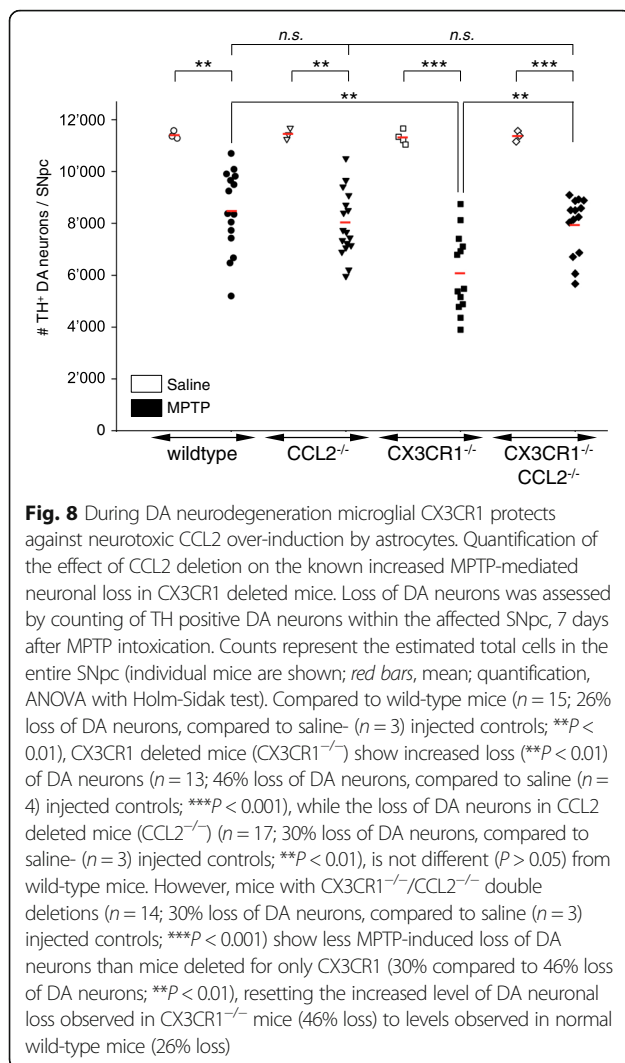 n.s. n.s.
** ** *** ***
** **
12’000
10’000
8’000
6’000
4’000
2’000
0
# TH⁺ DA neurons / SNpc
Saline
MPTP
wildtype CCL2⁻/⁻ CX3CR1⁻/⁻ CX3CR1⁻/⁻
CCL2⁻/⁻
Fig. 8 During DA neurodegeneration microglial CX3CR1 protects
against neurotoxic CCL2 over-induction by astrocytes. Quantification of
the effect of CCL2 deletion on the known increased MPTP-mediated
neuronal loss in CX3CR1 deleted mice. Loss of DA neurons was assessed
by counting of TH positive DA neurons within the affected SNpc, 7 days
after MPTP intoxication. Counts represent the estimated total cells in the
entire SNpc (individual mice are shown; red bars, mean; quantification,
ANOVA with Holm-Sidak test). Compared to wild-type mice (n = 15; 26%
loss of DA neurons, compared to saline- (n = 3) injected controls; **P <
0.01), CX3CR1 deleted mice (CX3CR1⁻/⁻) show increased loss (**P < 0.01)
of DA neurons (n = 13; 46% loss of DA neurons, compared to saline (n =
4) injected controls; ***P < 0.001), while the loss of DA neurons in CCL2
deleted mice (CCL2⁻/⁻) (n = 17; 30% loss of DA neurons, compared to
saline- (n = 3) injected controls; **P < 0.01), is not different (P > 0.05) from
wild-type mice. However, mice with CX3CR1⁻/⁻/CCL2⁻/⁻ double
deletions (n = 14; 30% loss of DA neurons, compared to saline (n = 3)
injected controls; ***P < 0.001) show less MPTP-induced loss of DA
neurons than mice deleted for only CX3CR1 (30% compared to 46% loss
of DA neurons; **P < 0.01), resetting the increased level of DA neuronal
loss observed in CX3CR1⁻/⁻ mice (46% loss) to levels observed in normal
wild-type mice (26% loss)